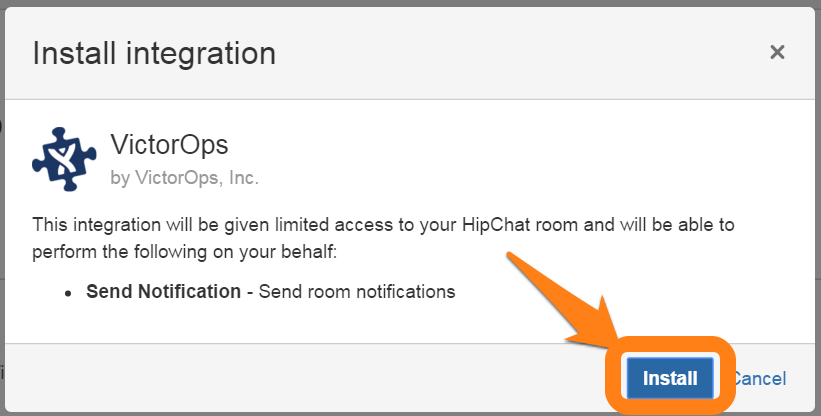 Install integration
VictorOps
by VictorOps, Inc.
This integration will be given limited access to your HipChat room and will be able to
perform the following on your behalf:
• Send Notification - Send room notifications
Install
Cancel